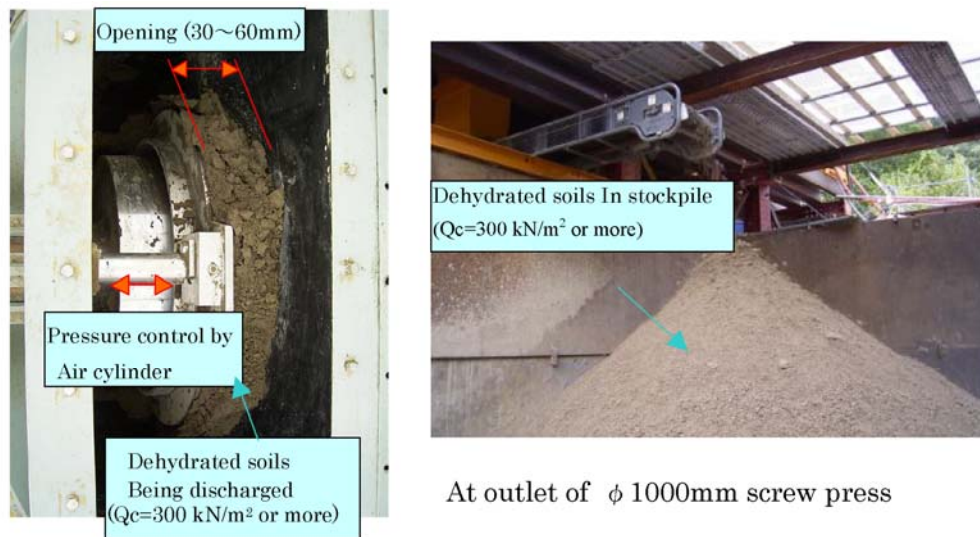 Opening (30～60mm)
Pressure control by
Air cylinder
Dehydrated soils
Being discharged
(Qc=300 kN/m² or more)
Dehydrated soils In stockpile
(Qc=300 kN/m² or more)
At outlet of φ 1000mm screw press